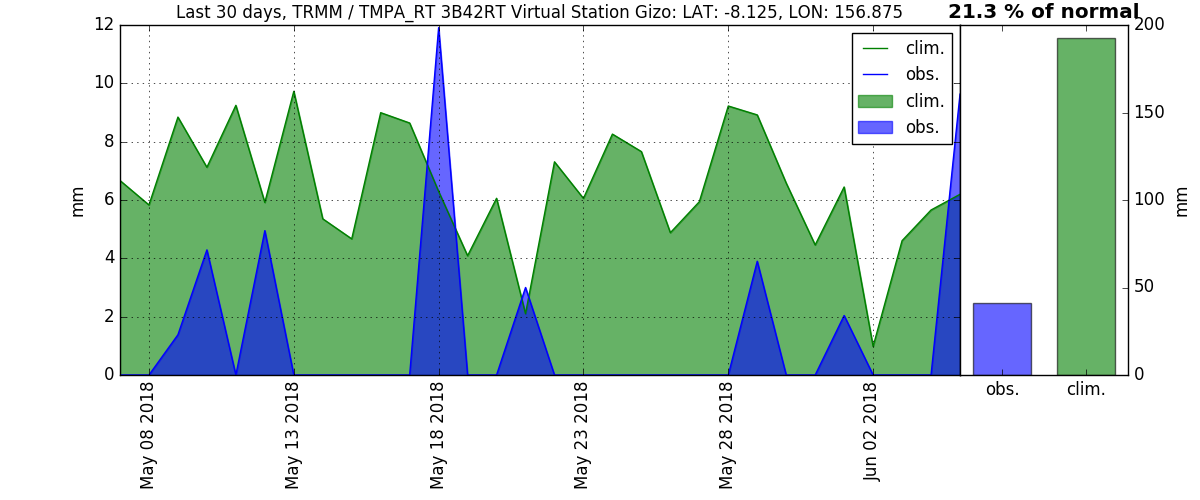 Last 30 days, TRMM / TMPA_RT 3B42RT Virtual Station Gizo: LAT: -8.125, LON: 156.875
21.3 % of normal
12
10
8
6
4
2
0
mm
clim.
obs.
clim.
obs.
May 08 2018
May 13 2018
May 18 2018
May 23 2018
May 28 2018
Jun 02 2018
200
150
100
50
0
mm
obs.
clim.